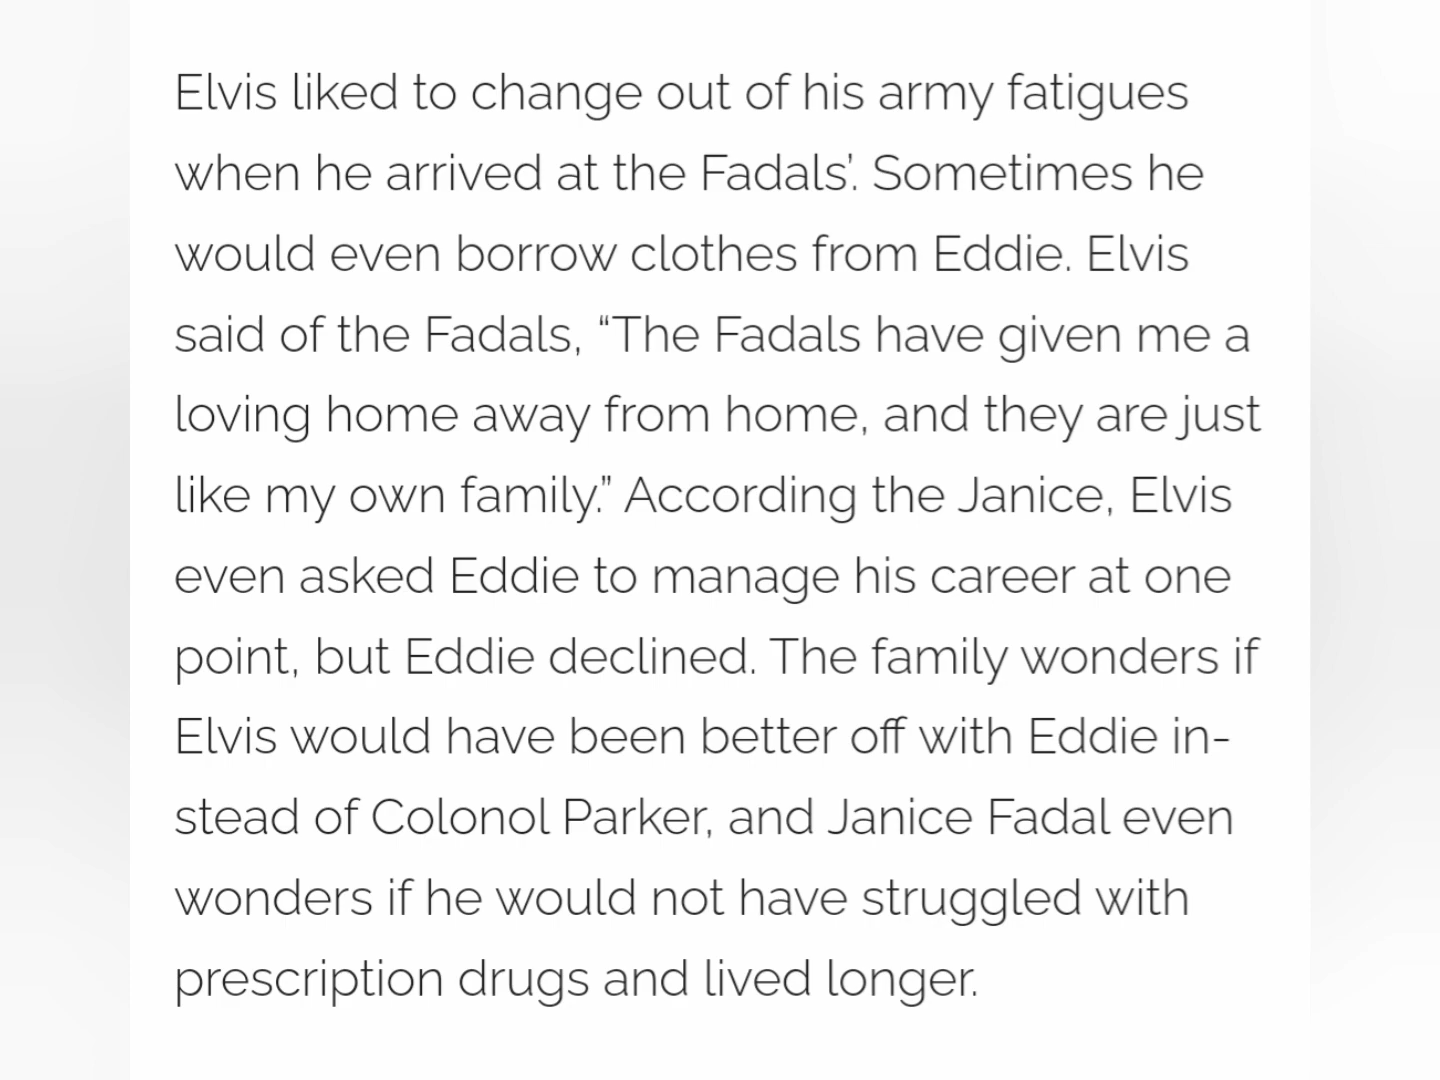 Elvis liked to change out of his army fatigues
when he arrived at the Fadals’. Sometimes he
would even borrow clothes from Eddie. Elvis
said of the Fadals, “The Fadals have given me a
loving home away from home, and they are just
like my own family.” According the Janice, Elvis
even asked Eddie to manage his career at one
point, but Eddie declined. The family wonders if
Elvis would have been better off with Eddie in-
stead of Colonol Parker, and Janice Fadal even
wonders if he would not have struggled with
prescription drugs and lived longer.